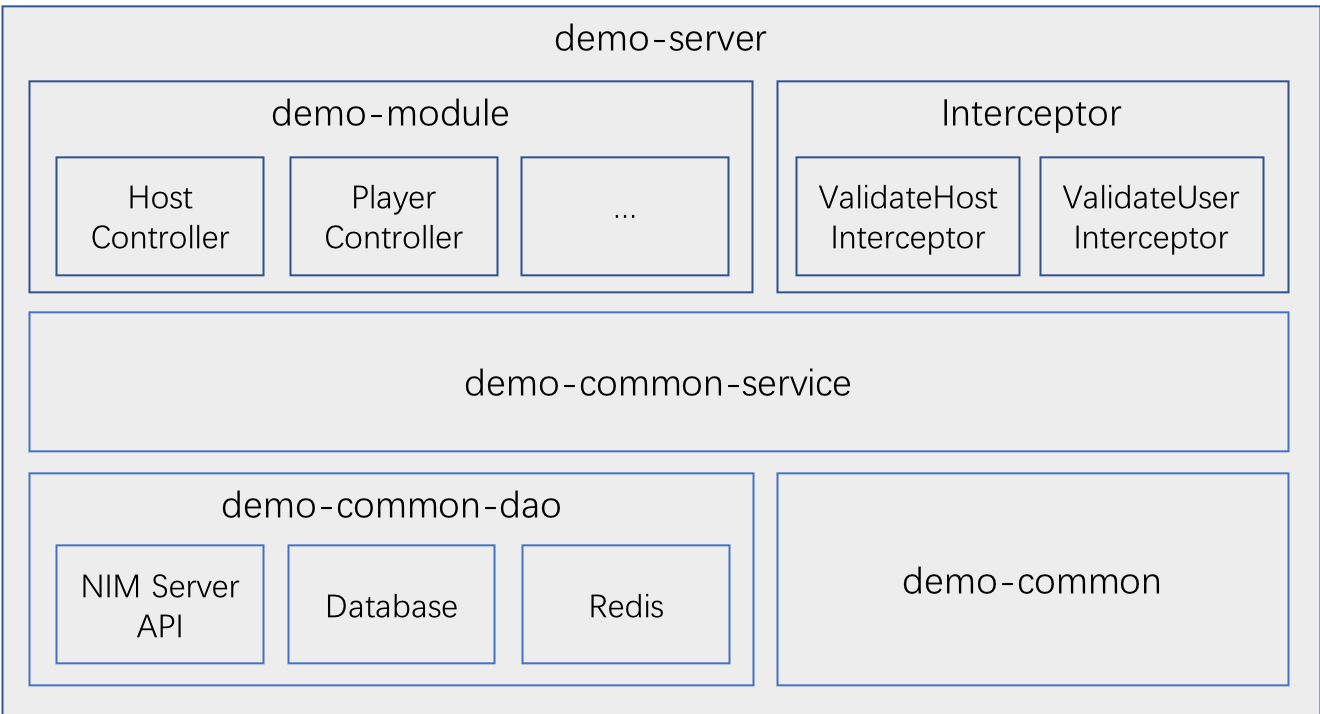 demo-server
demo-module
Host
Controller
Player
Controller
...
Interceptor
ValidateHost
Interceptor
ValidateUser
Interceptor
demo-common-service
demo-common-dao
NIM Server
API
Database
Redis
demo-common